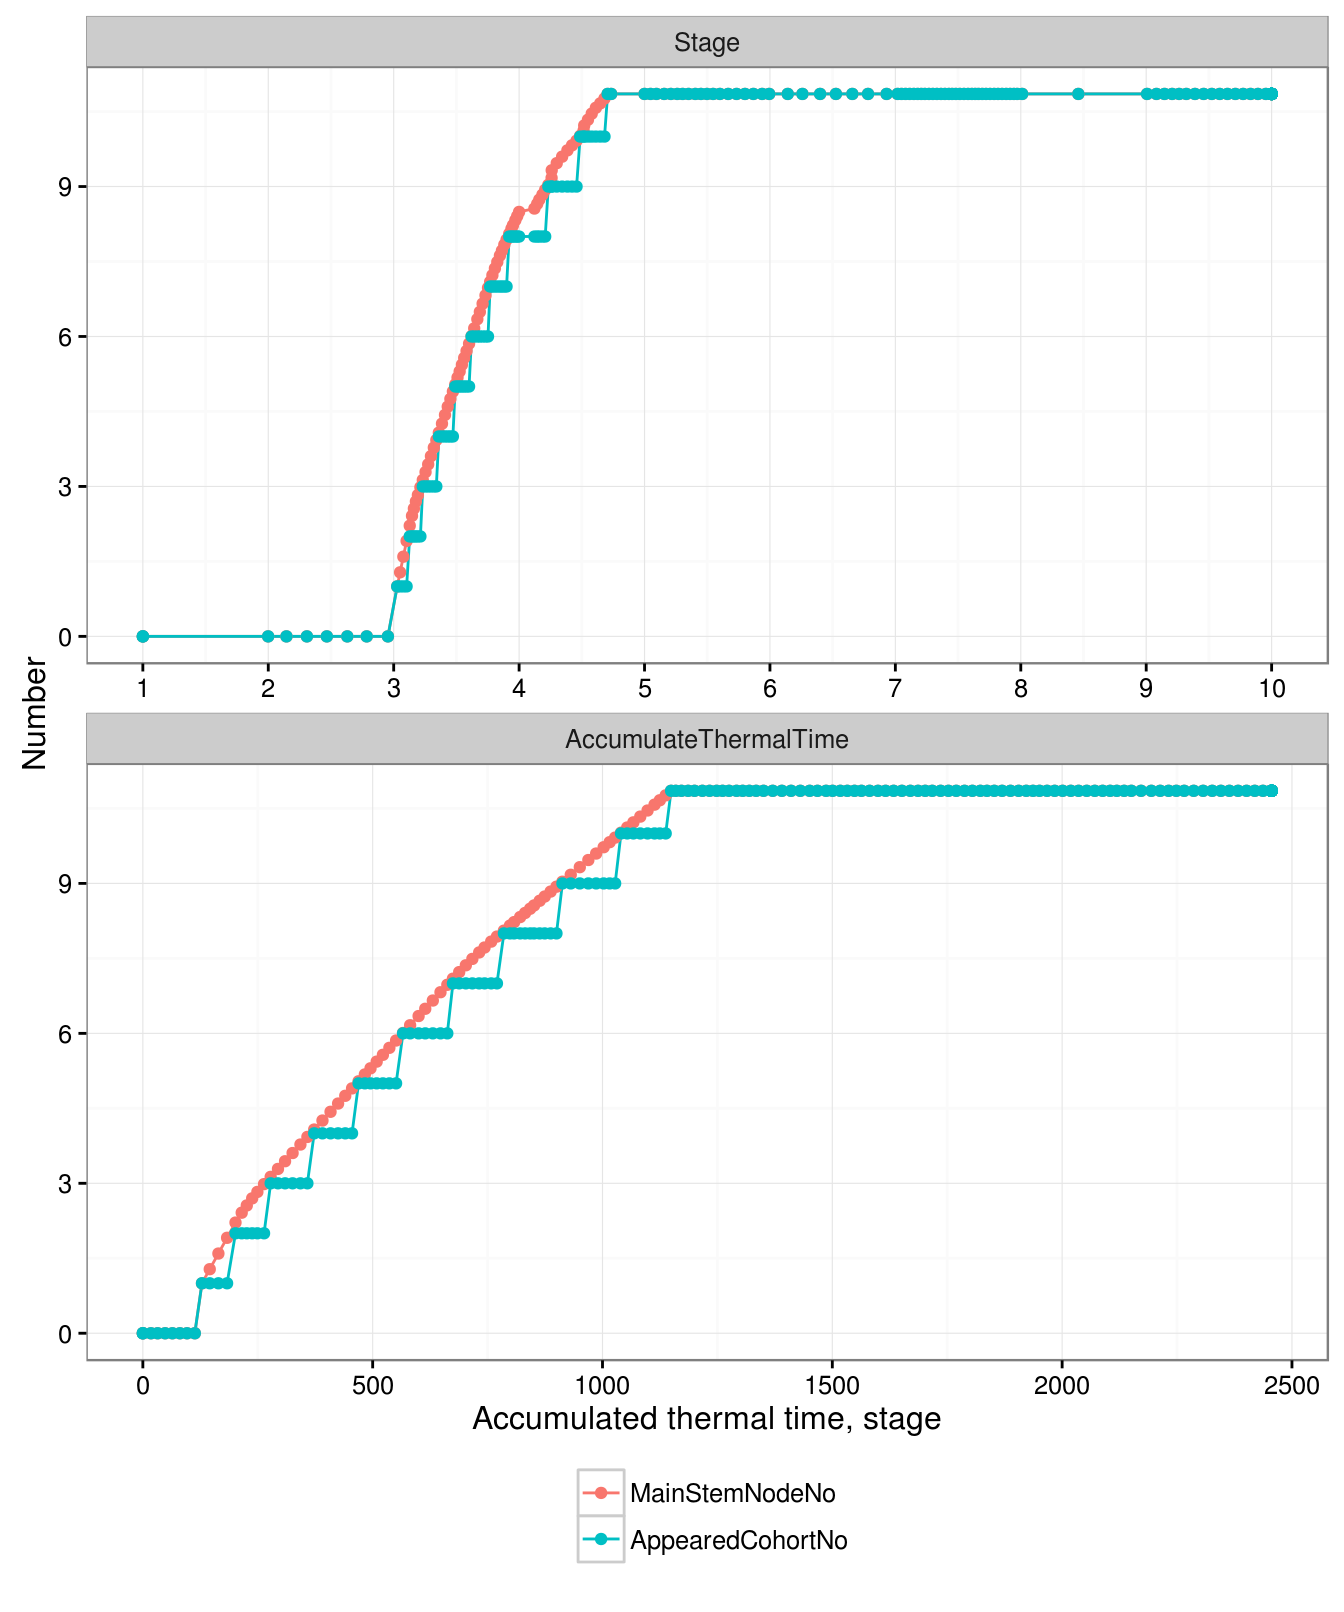 Stage
9
6
3
0
1 2 3 4 5 6 7 8 9 10
Number
AccumulateThermalTime
9
6
3
0
0 500 1000 1500 2000 2500
Accumulated thermal time, stage
MainStemNodeNo
AppearedCohortNo